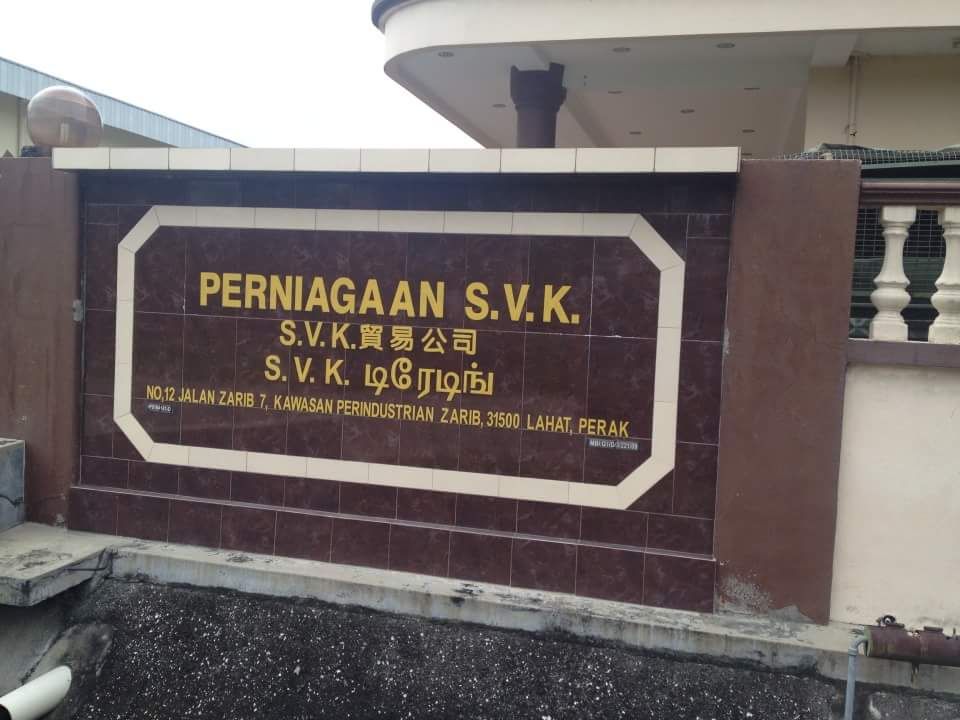 PERNIAGAAN S.V.K.
S.V.K.貿易公司
S.V.K. டிரேடிங்
NO,12 JALAN ZARIB 7, KAWASAN PERINDUSTRIAN ZARIB, 31500 LAHAT, PERAK